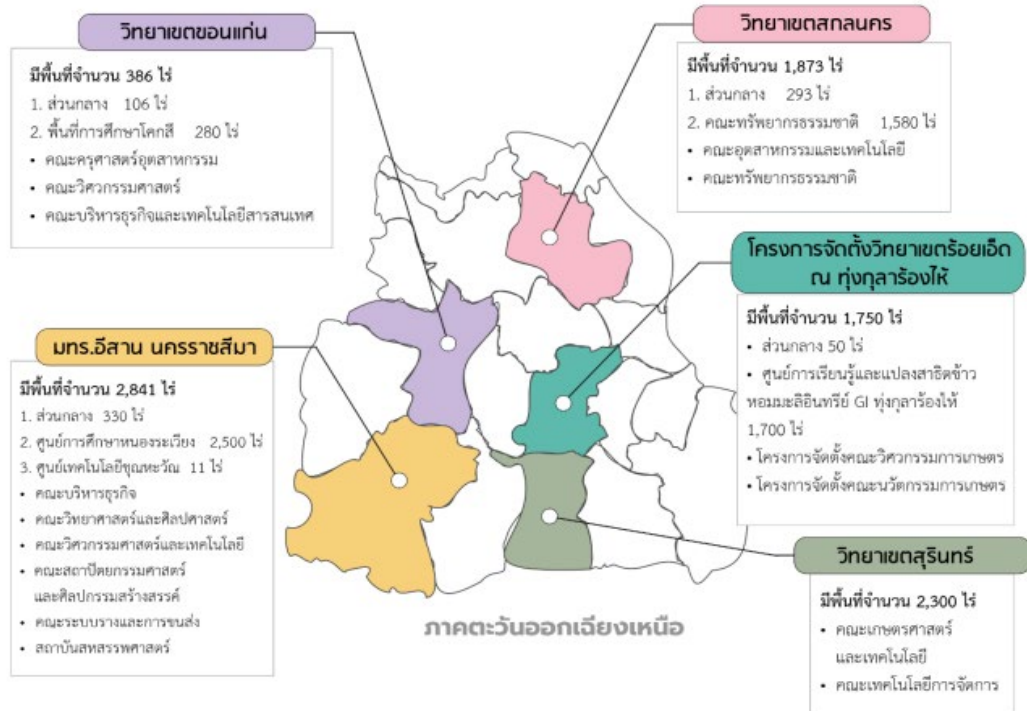 วิทยาเขตขอนแก่น
มีพื้นที่จำนวน 386 ไร่
1. ส่วนกลาง 106 ไร่
2. พื้นที่การศึกษาโคกสี 280 ไร่
• คณะครุศาสตร์อุตสาหกรรม
• คณะวิศวกรรมศาสตร์
• คณะบริหารธุรกิจและเทคโนโลยีสารสนเทศ
วิทยาเขตสกลนคร
มีพื้นที่จำนวน 1,873 ไร่
1. ส่วนกลาง 293 ไร่
2. คณะทรัพยากรธรรมชาติ 1,580 ไร่
• คณะอุตสาหกรรมและเทคโนโลยี
• คณะทรัพยากรธรรมชาติ
โครงการจัดตั้งวิทยาเขตร้อยเอ็ด
ณ ทุ่งกุลาร้องไห้
มีพื้นที่จำนวน 1,750 ไร่
• ส่วนกลาง 50 ไร่
• ศูนย์การเรียนรู้และแปลงสาธิตข้าว
หอมมะลิอินทรีย์ GI ทุ่งกุลาร้องไห้
1,700 ไร่
• โครงการจัดตั้งคณะวิศวกรรมการเกษตร
• โครงการจัดตั้งคณะนวัตกรรมการเกษตร
มทร.อีสาน นครราชสีมา
มีพื้นที่จำนวน 2,841 ไร่
1. ส่วนกลาง 330 ไร่
2. ศูนย์การศึกษาหนองระเวียง 2,500 ไร่
3. ศูนย์เทคโนโลยีชุณหะวัณ 11 ไร่
• คณะบริหารธุรกิจ
• คณะวิทยาศาสตร์และศิลปศาสตร์
• คณะวิศวกรรมศาสตร์และเทคโนโลยี
• คณะสถาปัตยกรรมศาสตร์
และศิลปกรรมสร้างสรรค์
• คณะระบบรางและการขนส่ง
• สถาบันสหสรรพศาสตร์
วิทยาเขตสุรินทร์
มีพื้นที่จำนวน 2,300 ไร่
• คณะเกษตรศาสตร์
และเทคโนโลยี
• คณะเทคโนโลยีการจัดการ
ภาคตะวันออกเฉียงเหนือ